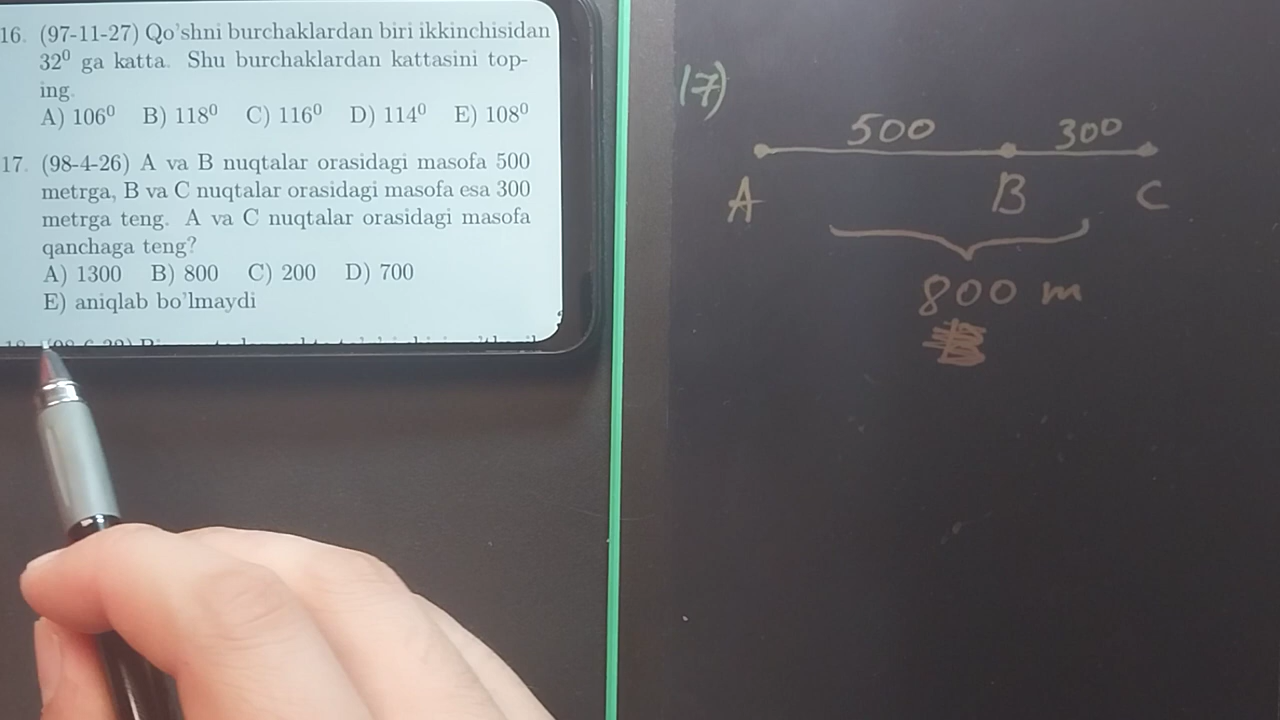 16. (97-11-27) Qo'shni burchaklardan biri ikkinchisidan
32⁰ ga katta. Shu burchaklardan kattasini top-
ing.
A) 106⁰ B) 118⁰ C) 116⁰ D) 114⁰ E) 108⁰
17. (98-4-26) A va B nuqtalar orasidagi masofa 500
metrga, B va C nuqtalar orasidagi masofa esa 300
metrga teng. A va C nuqtalar orasidagi masofa
qanchaga teng?
A) 1300 B) 800 C) 200 D) 700
E) aniqlab bo'lmaydi
17)
500 300
A B C
800 m